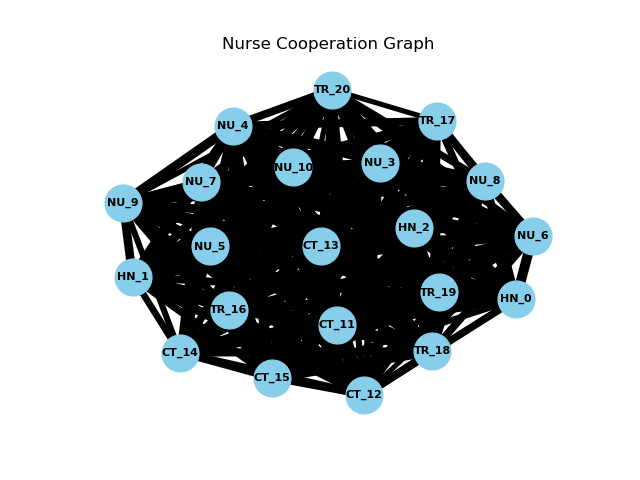 Nurse Cooperation Graph
TR_20
TR_17
NU_4
NU_3
NU_10
NU_8
NU_7
NU_9
HN_2
NU_6
NU_5
CT_13
HN_1
TR_19
HN_0
TR_16
CT_11
TR_18
CT_14
CT_15
CT_12